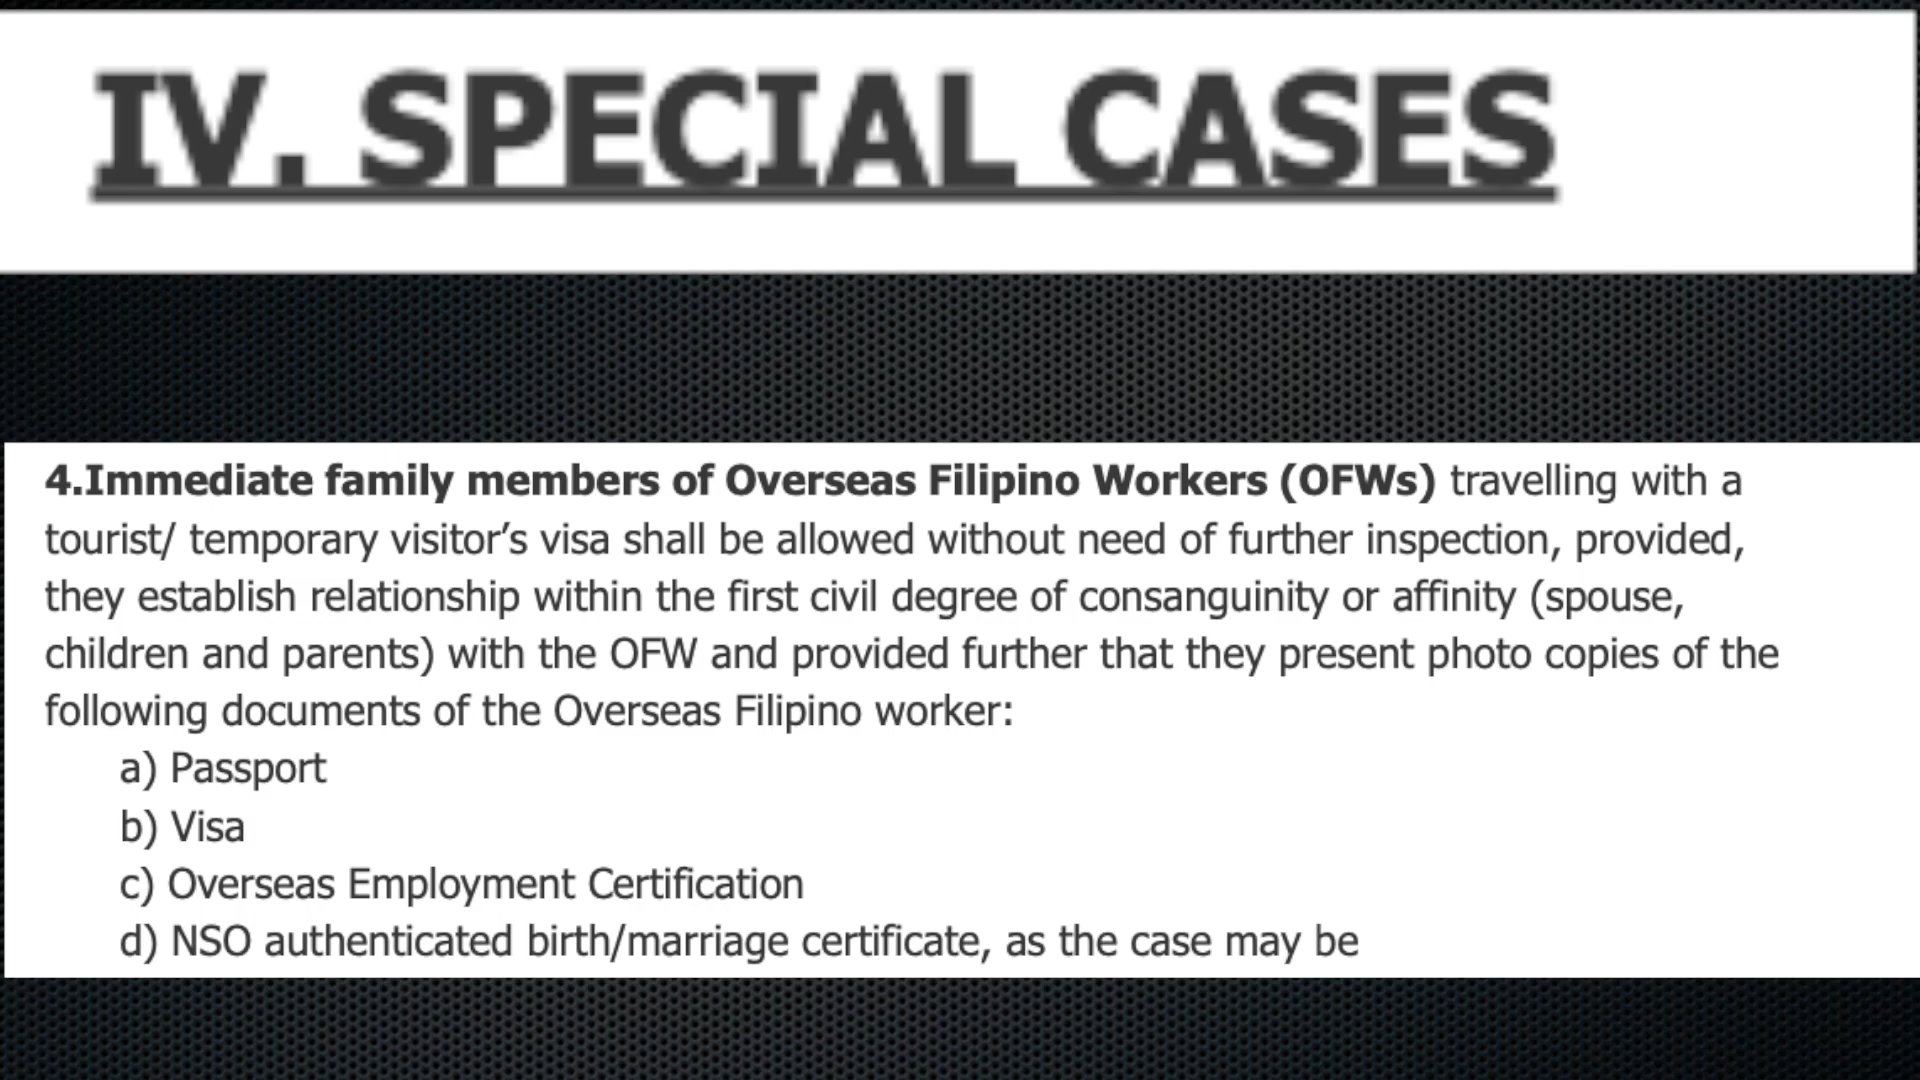 IV. SPECIAL CASES
4.Immediate family members of Overseas Filipino Workers (OFWs) travelling with a
tourist/ temporary visitor’s visa shall be allowed without need of further inspection, provided,
they establish relationship within the first civil degree of consanguinity or affinity (spouse,
children and parents) with the OFW and provided further that they present photo copies of the
following documents of the Overseas Filipino worker:
a) Passport
b) Visa
c) Overseas Employment Certification
d) NSO authenticated birth/marriage certificate, as the case may be